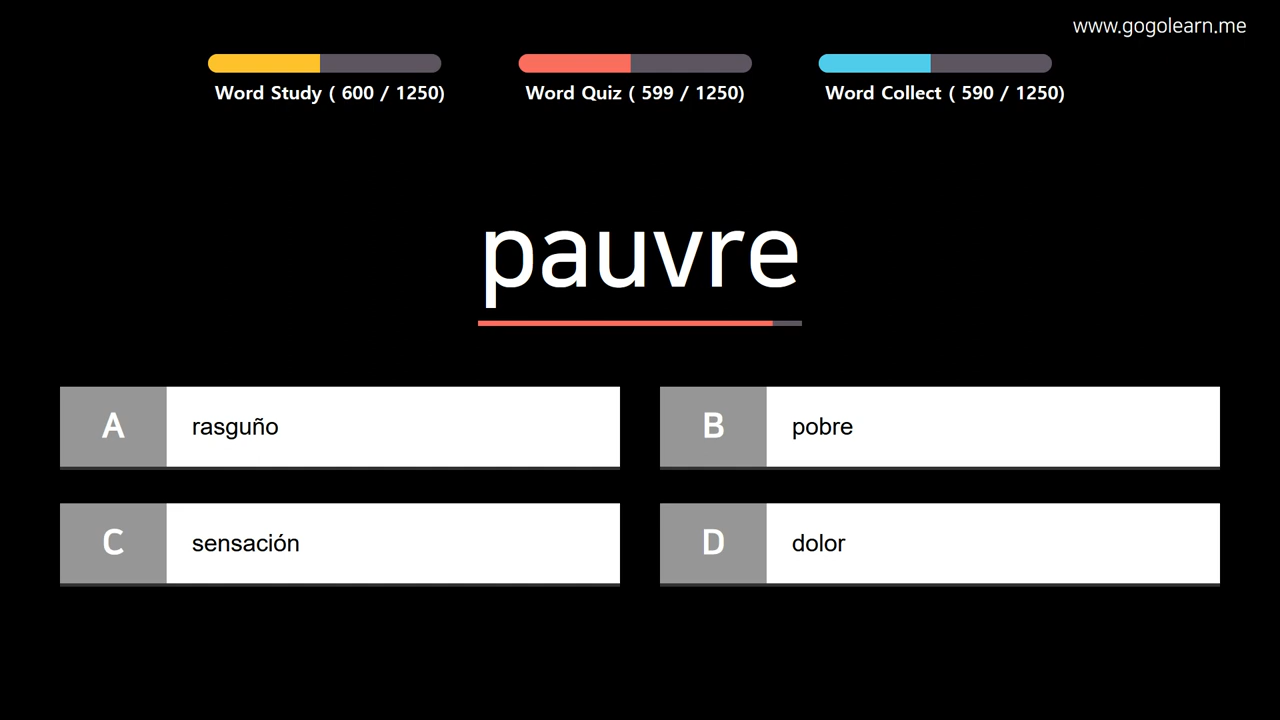 www.gogolearn.me
Word Study ( 600 / 1250)
Word Quiz ( 599 / 1250)
Word Collect ( 590 / 1250)
pauvre
A rasguño
B pobre
C sensación
D dolor